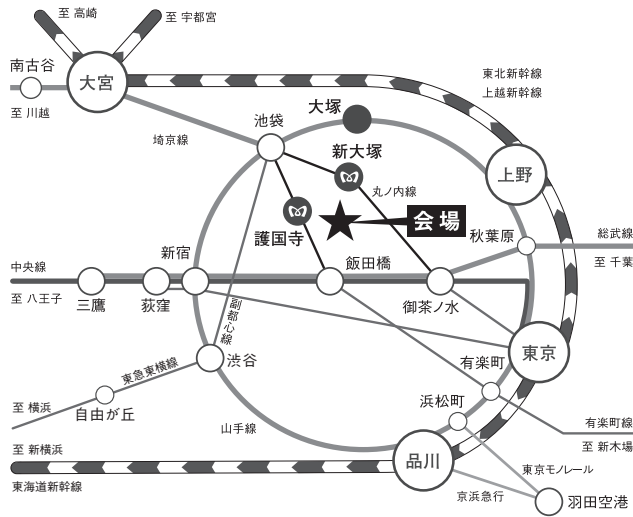 至 高崎
至 宇都宮
南古谷
大宮
至 川越
東北新幹線
上越新幹線
埼京線
池袋
大塚
新大塚
上野
丸ノ内線
護国寺
会場
秋葉原
総武線
至 千葉
新宿
飯田橋
中央線
至 八王子
三鷹
荻窪
御茶ノ水
副都心線
東京
渋谷
有楽町
東急東横線
自由が丘
至 横浜
浜松町
山手線
有楽町線
至 新木場
至 新横浜
品川
東京モノレール
東海道新幹線
京浜急行
羽田空港